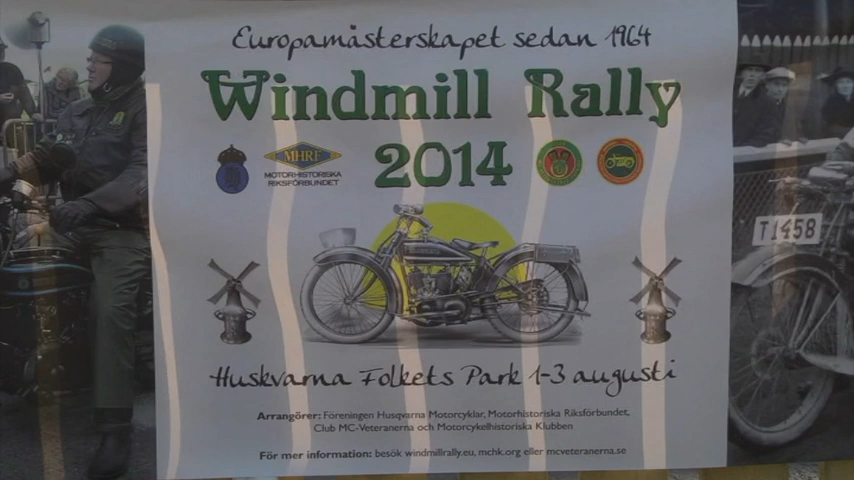 Europamästerskapet sedan 1964
Windmill Rally
2014
MHRF
MOTORHISTORISKA
RIKSFÖRBUNDET
T1458
Huskvarna Folkets Park 1-3 augusti
Arrangörer: Föreningen Husqvarna Motorcyklar, Motorhistoriska Riksförbundet,
Club MC-Veteranerna och Motorcykelhistoriska Klubben
För mer information: besök windmillrally.eu, mchk.org eller mcveteranerna.se